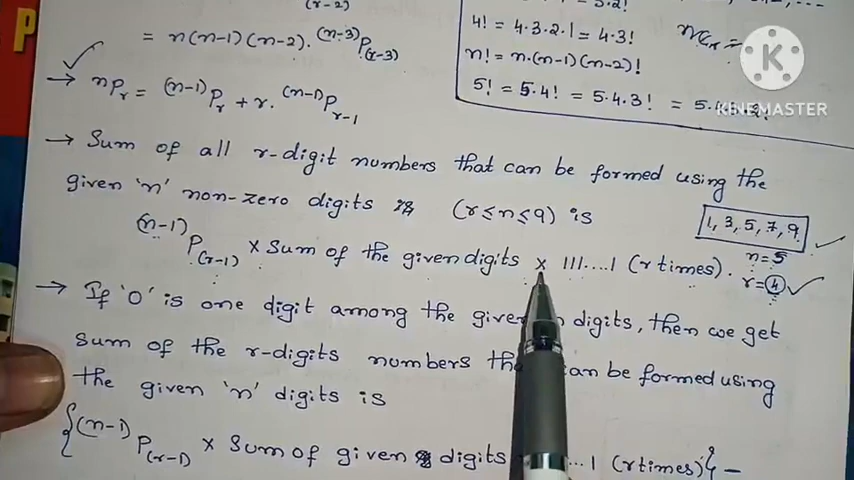 (r-2)
= n(n-1)(n-2). (n-3)P(r-3)
→ nPr = (n-1)Pr + r. (n-1)Pr-1
4! = 4·3·2·1 = 4·3!
n! = n·(n-1)(n-2)!
5! = 5·4! = 5·4·3! = 5·4
nCr =
KINEMASTER
→ Sum of all r-digit numbers that can be formed using the
given 'n' non-zero digits is (r≤n≤9) is
(n-1)P(r-1) × Sum of the given digits × 111....1 (r times).
1, 3, 5, 7, 9
n=5
r=4
→ If '0' is one digit among the given digits, then we get
sum of the r-digits numbers can be formed using
the given 'n' digits is
{(n-1)P(r-1) × Sum of given digits ...1 (r times)} -